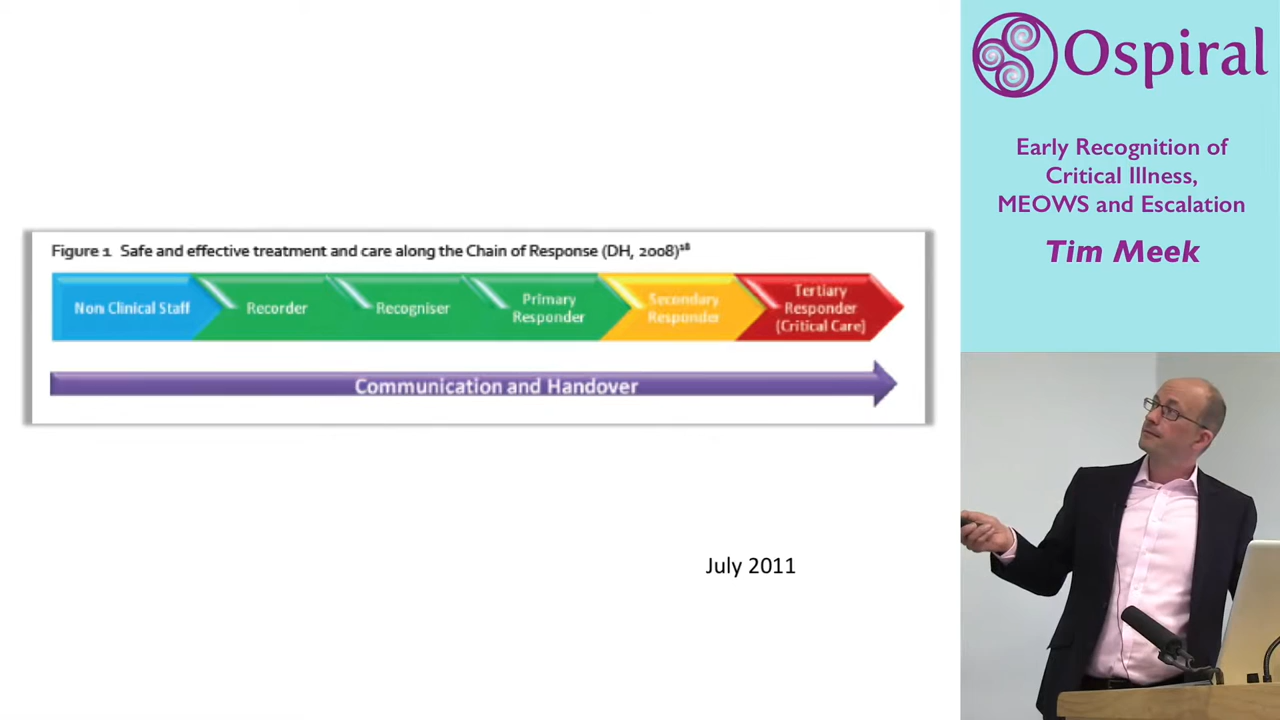 Figure 1 Safe and effective treatment and care along the Chain of Response (DH, 2008)¹⁸
Non Clinical Staff
Recorder
Recogniser
Primary
Responder
Secondary
Responder
Tertiary
Responder
(Critical Care)
Communication and Handover
July 2011
Ospiral
Early Recognition of
Critical Illness,
MEOWS and Escalation
Tim Meek